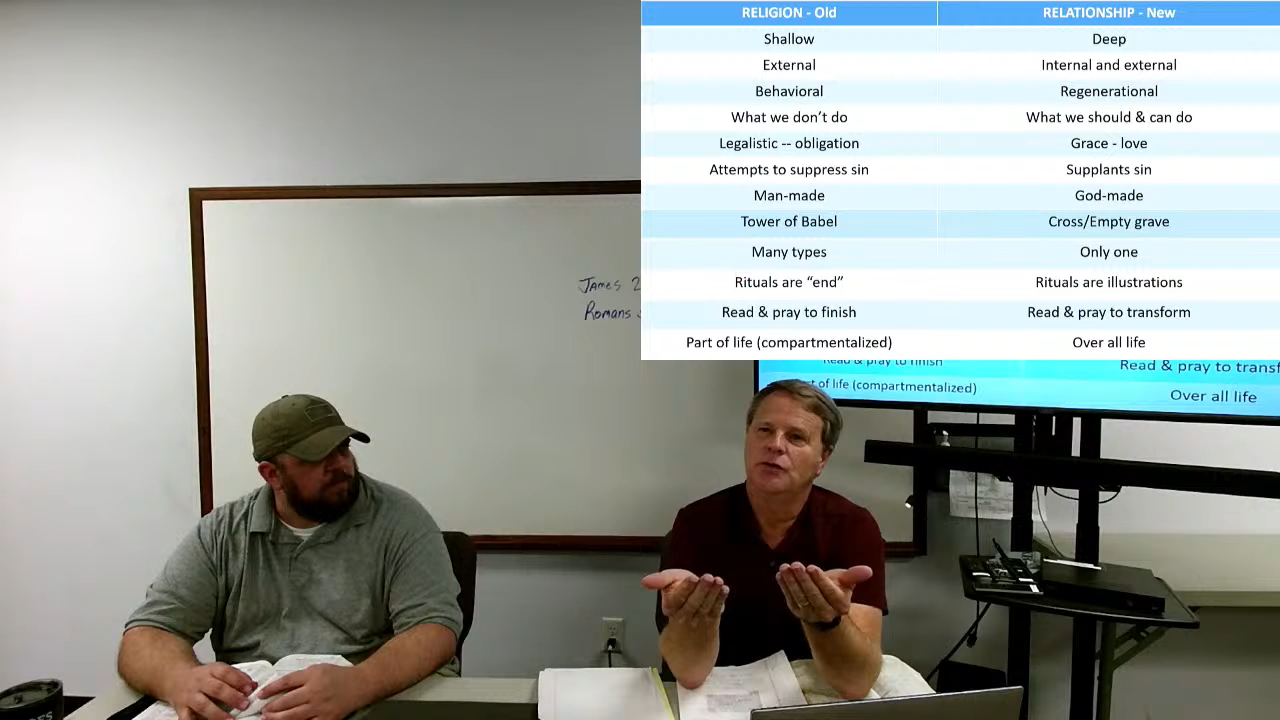 RELIGION - Old RELATIONSHIP - New
Shallow Deep
External Internal and external
Behavioral Regenerational
What we don’t do What we should & can do
Legalistic -- obligation Grace - love
Attempts to suppress sin Supplants sin
Man-made God-made
Tower of Babel Cross/Empty grave
Many types Only one
Rituals are “end” Rituals are illustrations
Read & pray to finish Read & pray to transform
Part of life (compartmentalized) Over all life
James 2
Romans
Read & pray to finish Read & pray to transf
of life (compartmentalized) Over all life